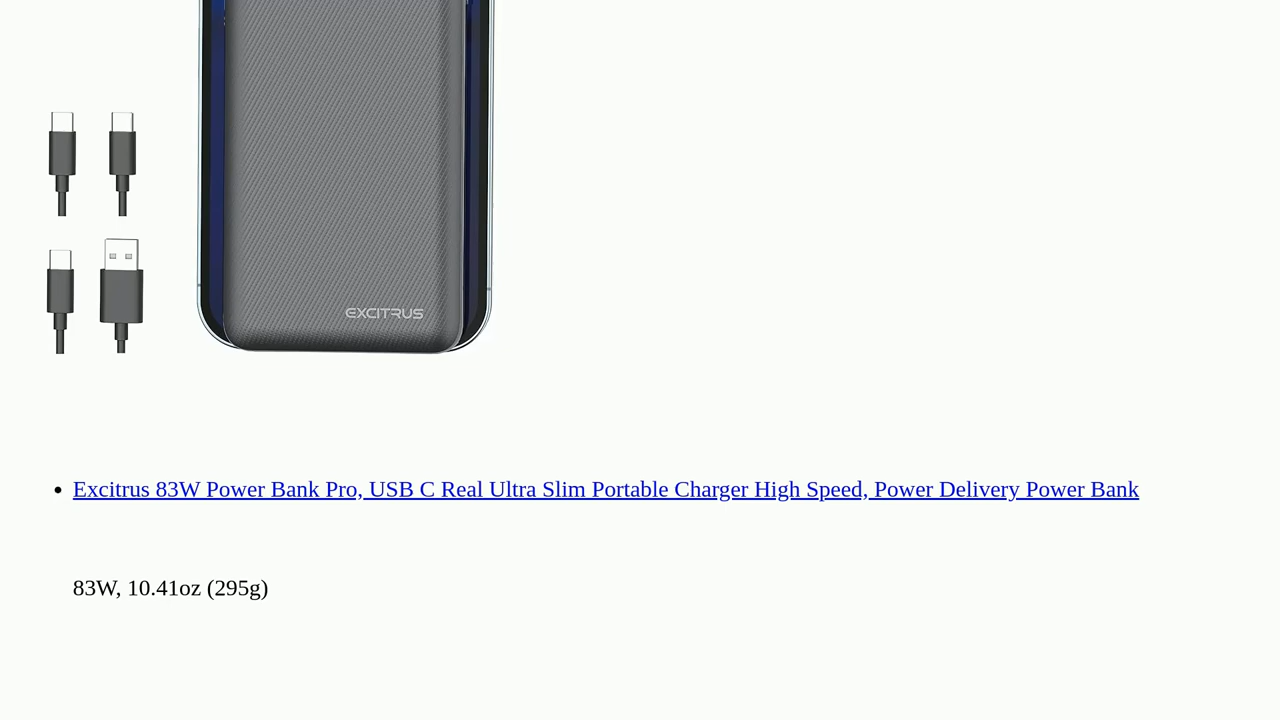 EXCITRUS
Excitrus 83W Power Bank Pro, USB C Real Ultra Slim Portable Charger High Speed, Power Delivery Power Bank
83W, 10.41oz (295g)